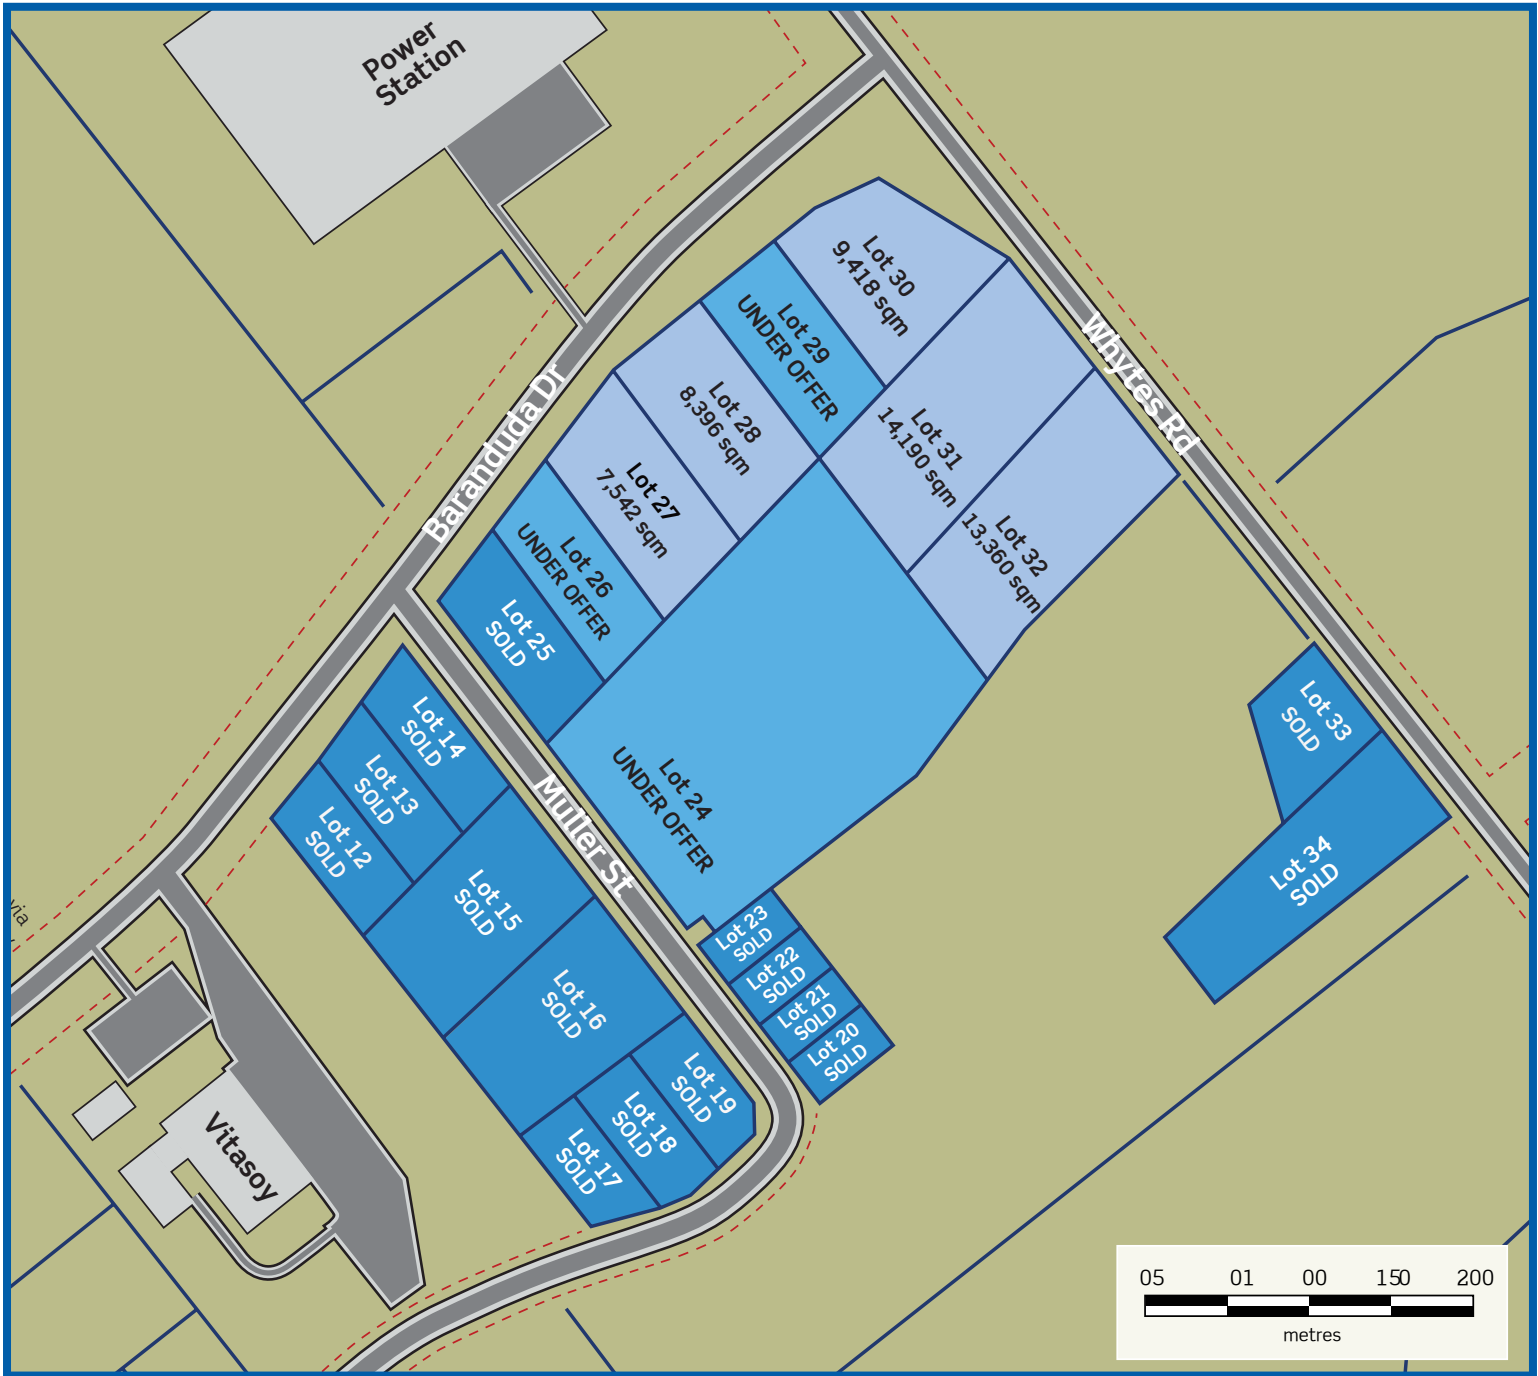 Power
Station
Lot 30
9,418 sqm
Lot 29
UNDER OFFER
Whytes Rd
Lot 28
8,396 sqm
Lot 31
14,190 sqm
Baranduda Dr
Lot 27
7,542 sqm
Lot 32
13,360 sqm
Lot 26
UNDER OFFER
Lot 25
SOLD
Lot 33
SOLD
Lot 14
SOLD
Lot 13
SOLD
Lot 12
SOLD
Muller St
Lot 24
UNDER OFFER
Lot 34
SOLD
Lot 15
SOLD
via
Lot 23
SOLD
Lot 22
SOLD
Lot 21
SOLD
Lot 20
SOLD
Lot 16
SOLD
Lot 19
SOLD
Lot 18
SOLD
Lot 17
SOLD
Vitasoy
05 01 00 150 200
metres